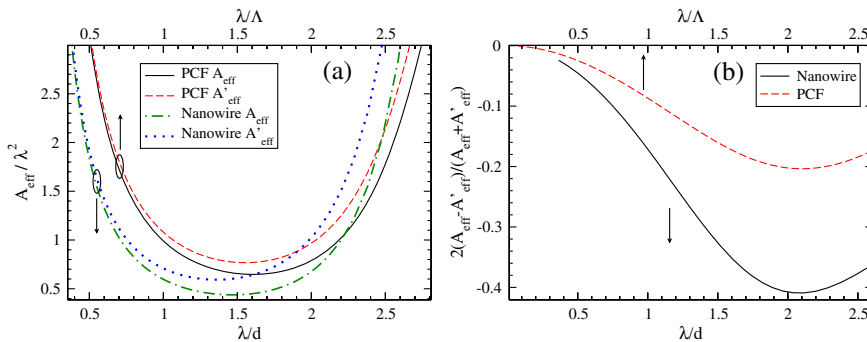 λ/Λ
0.5 1 1.5 2 2.5
(a)
PCF A_eff
PCF A'_eff
Nanowire A_eff
Nanowire A'_eff
A_eff / λ^2
2.5
2
1.5
1
0.5
0.5 1 1.5 2 2.5
λ/d
λ/Λ
0 0.5 1 1.5 2 2.5
(b)
Nanowire
PCF
2(A_eff-A'_eff)/(A_eff+A'_eff)
0
-0.1
-0.2
-0.3
-0.4
0 0.5 1 1.5 2 2.5
λ/d